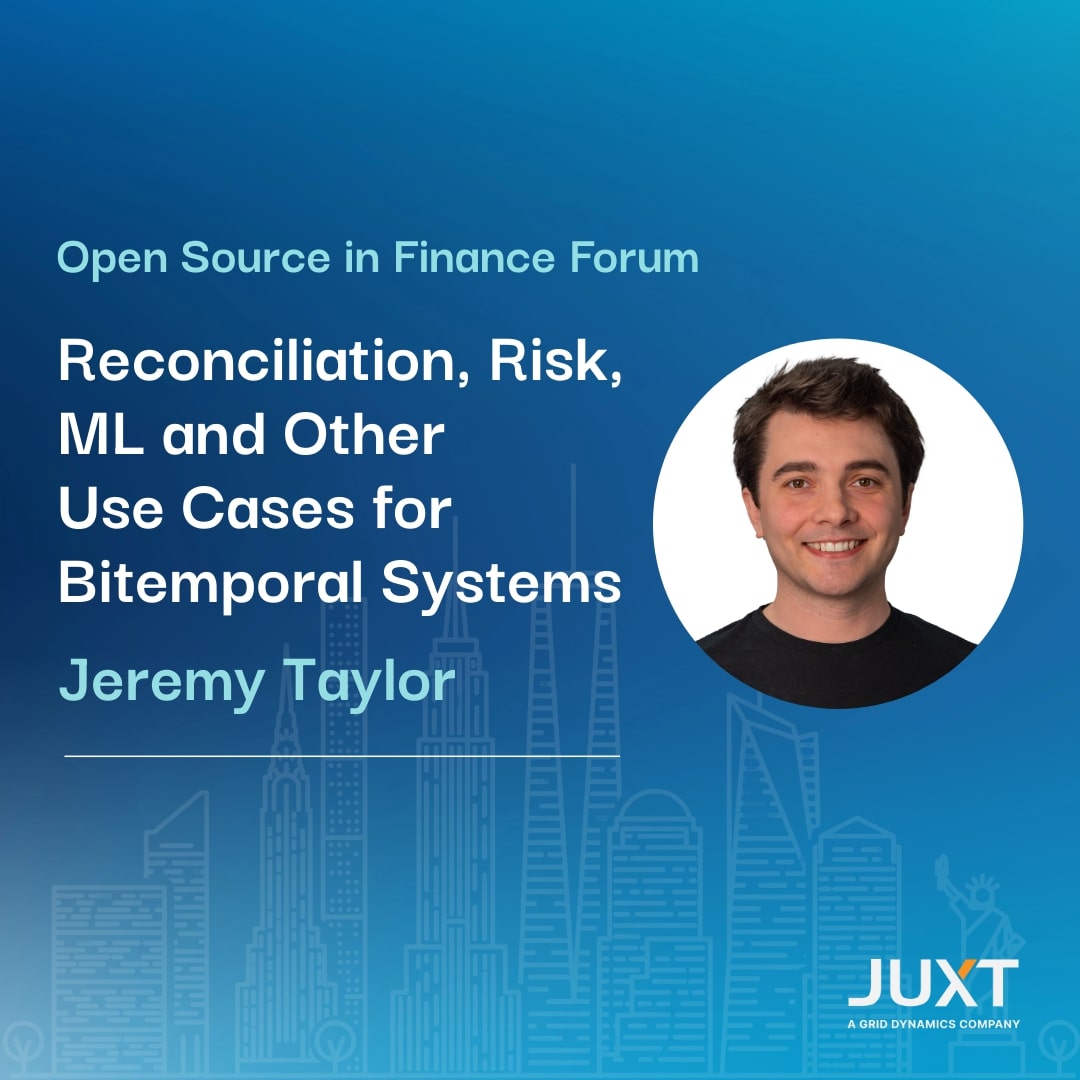 Open Source in Finance Forum
Reconciliation, Risk,
ML and Other
Use Cases for
Bitemporal Systems
Jeremy Taylor
JUXT
A GRID DYNAMICS COMPANY